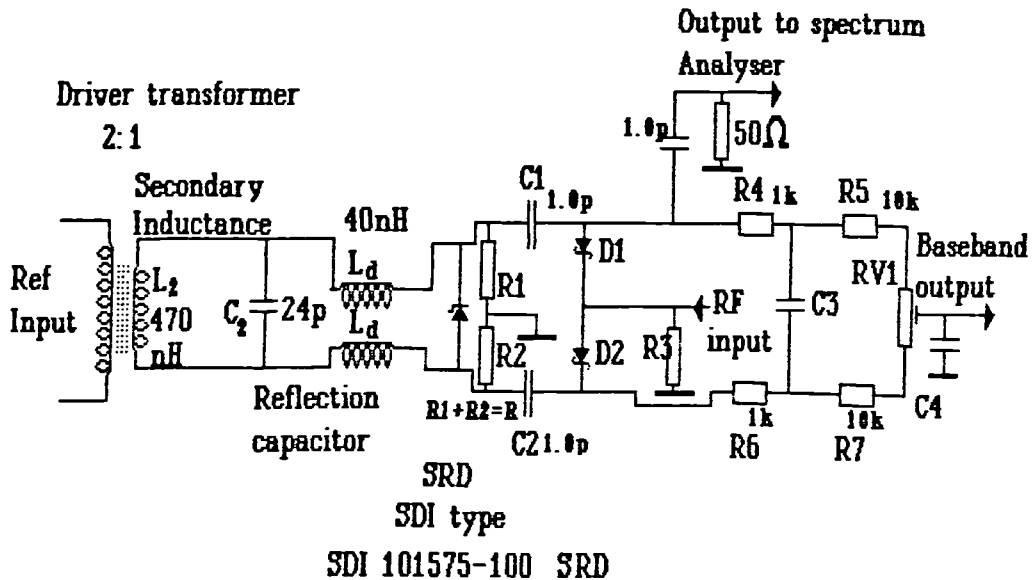 Output to spectrum
Analyser
Driver transformer
2:1
1.0p
50Ω
Secondary
Inductance
40nH
C1
1.0p
R4 1k
R5 10k
Ref
Input
L2
470
nH
C2
24p
Ld
Ld
R1
R2
D1
D2
R3
RF
input
C3
RV1
Baseband
output
C4
Reflection
capacitor
R1+R2=R
C2 1.0p
1k
R6
10k
R7
SRD
SDI type
SDI 101575-100 SRD